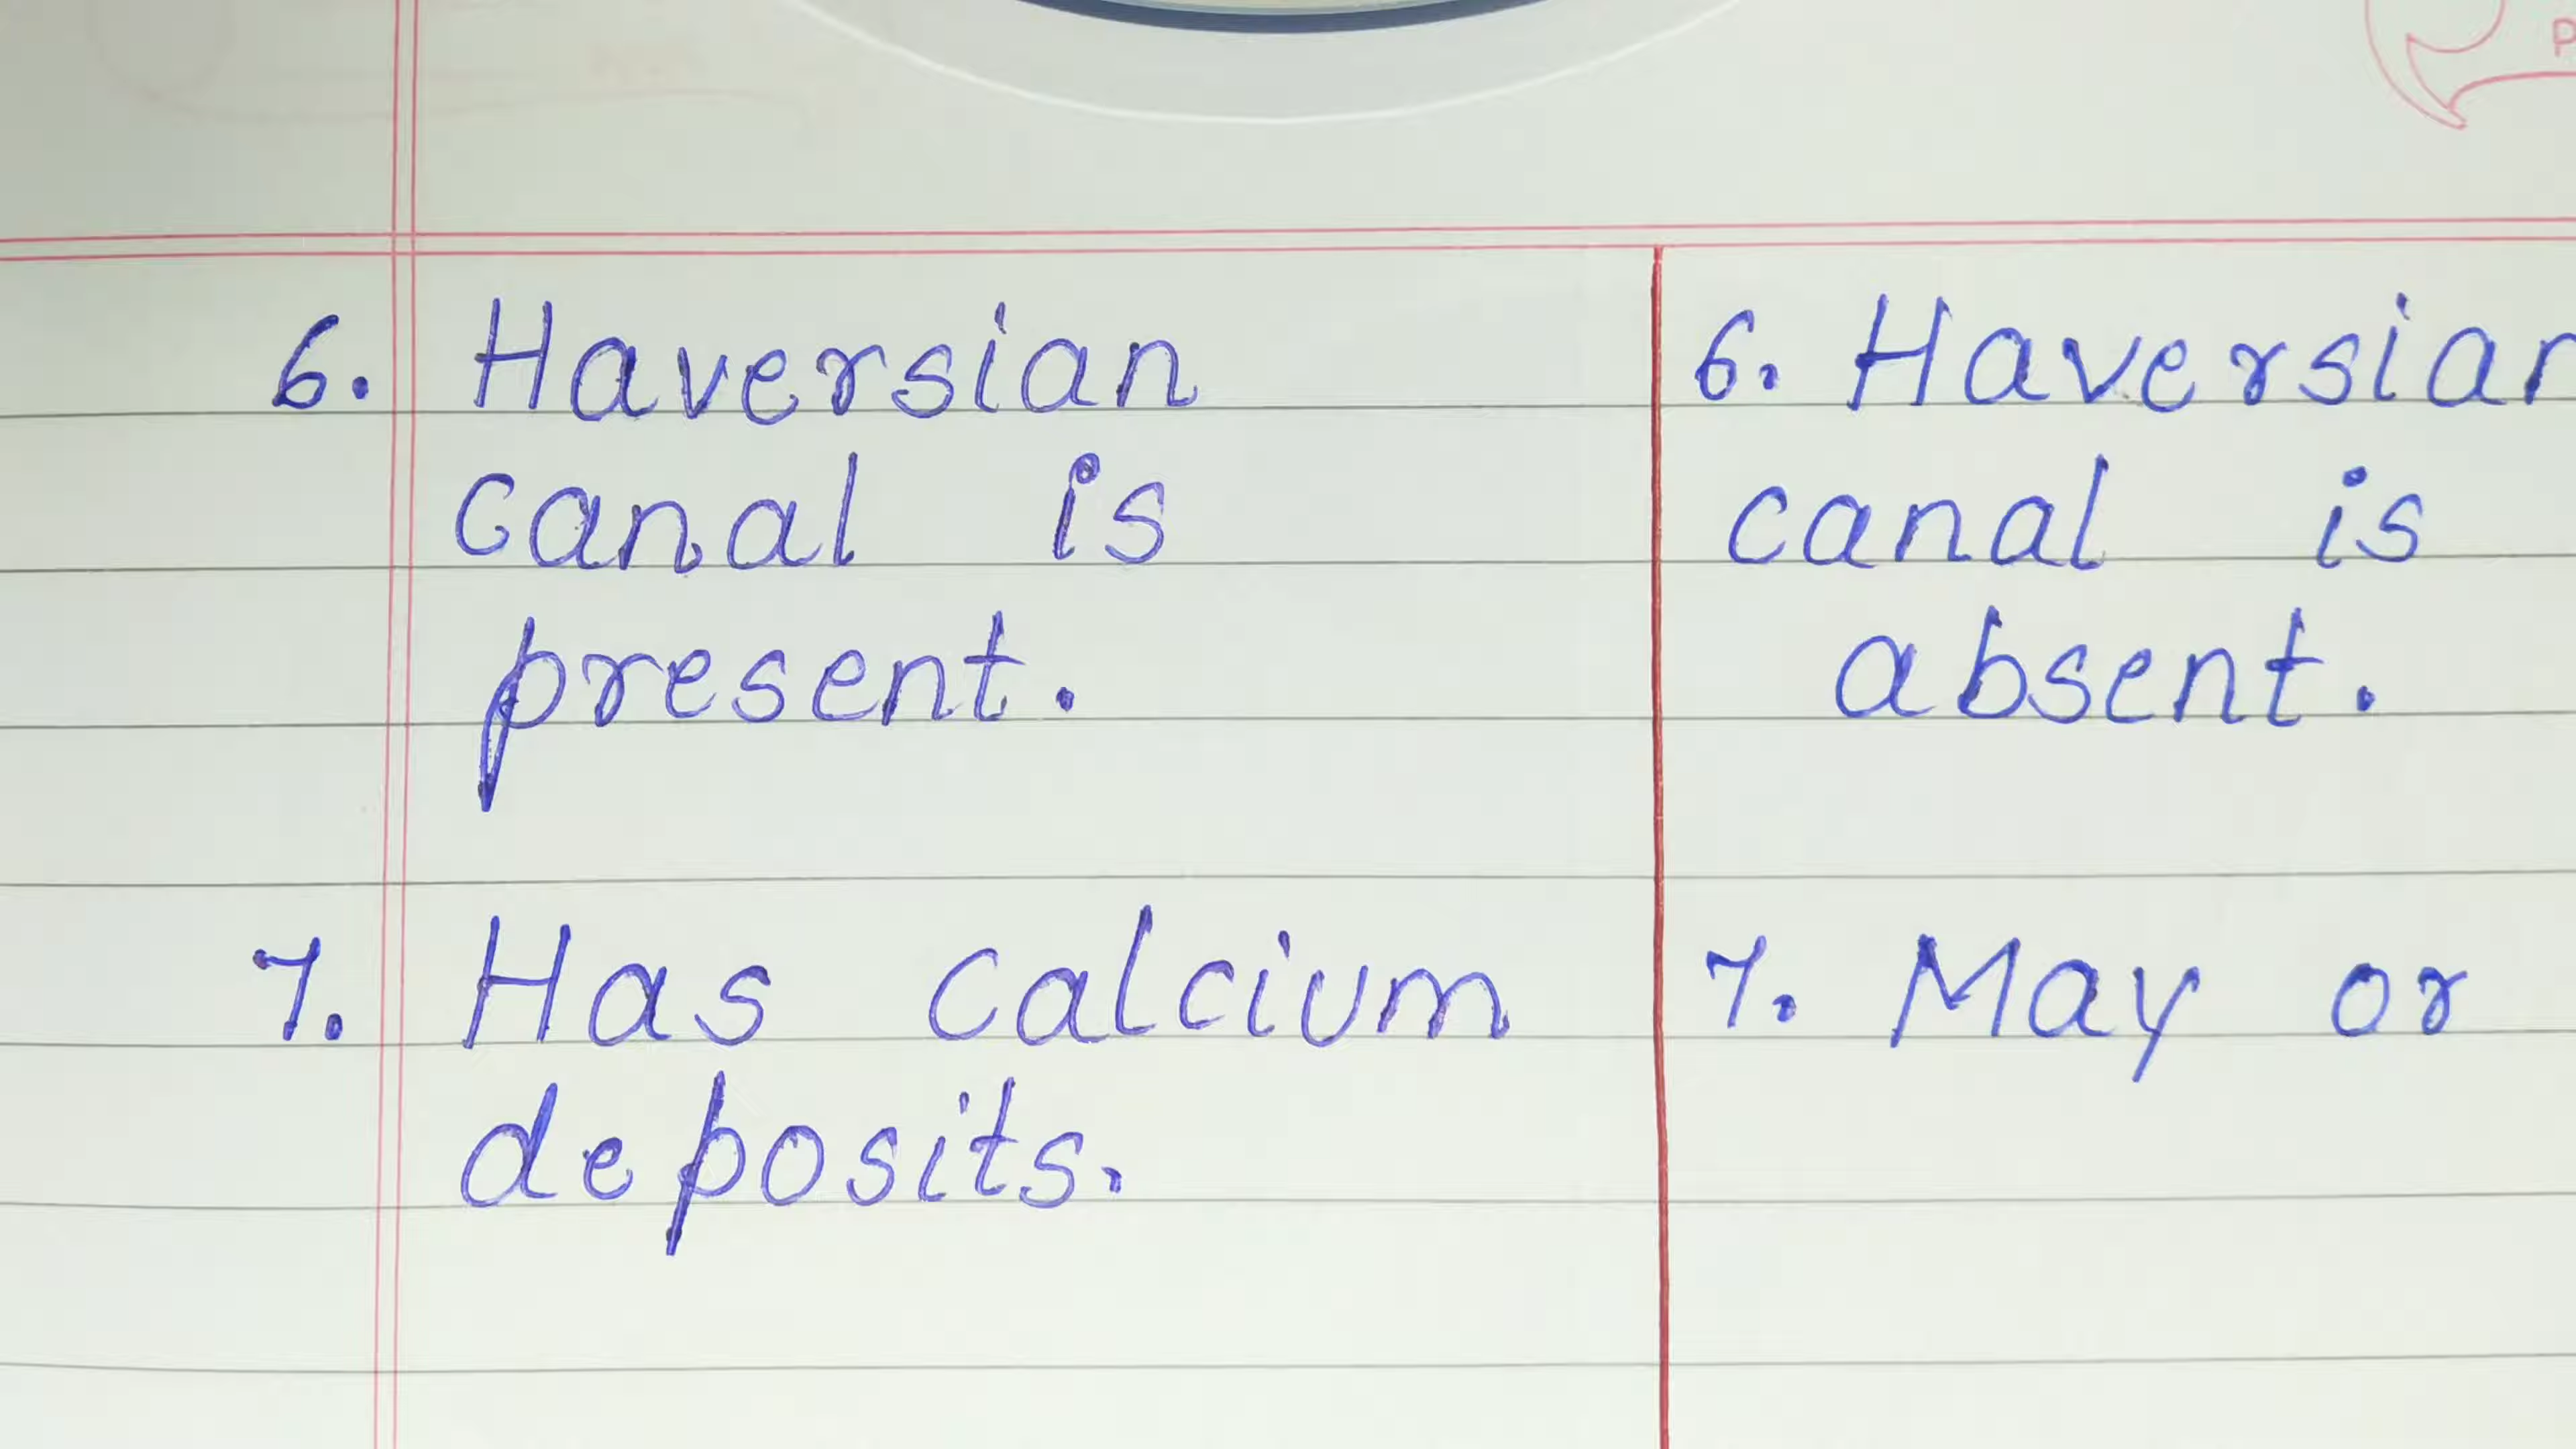 6. Haversian
canal is
present.
7. Has calcium
deposits.
6. Haversian
canal is
absent.
7. May or